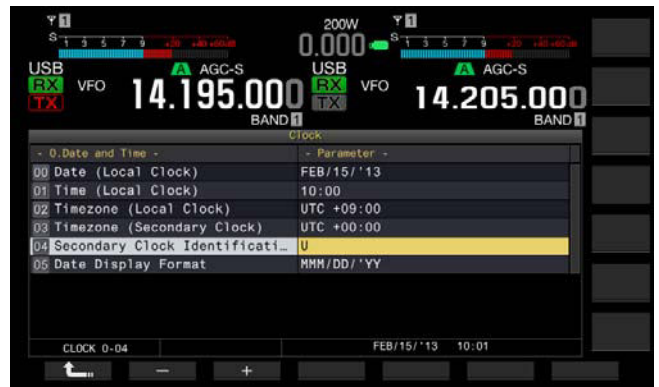 1 200W 1
S 1 3 5 7 9 +20 +40 +60dB 0.000 S 1 3 5 7 9 +20 +40 +60dB
USB A AGC-S USB A AGC-S
RX VFO 14.195.000 RX VFO 14.205.000
TX TX
BAND 1 BAND 1
Clock
- 0.Date and Time - - Parameter -
00 Date (Local Clock) FEB/15/'13
01 Time (Local Clock) 10:00
02 Timezone (Local Clock) UTC +09:00
03 Timezone (Secondary Clock) UTC +00:00
04 Secondary Clock Identificati… U
05 Date Display Format MMM/DD/'YY
CLOCK 0-04 FEB/15/'13 10:01
− +